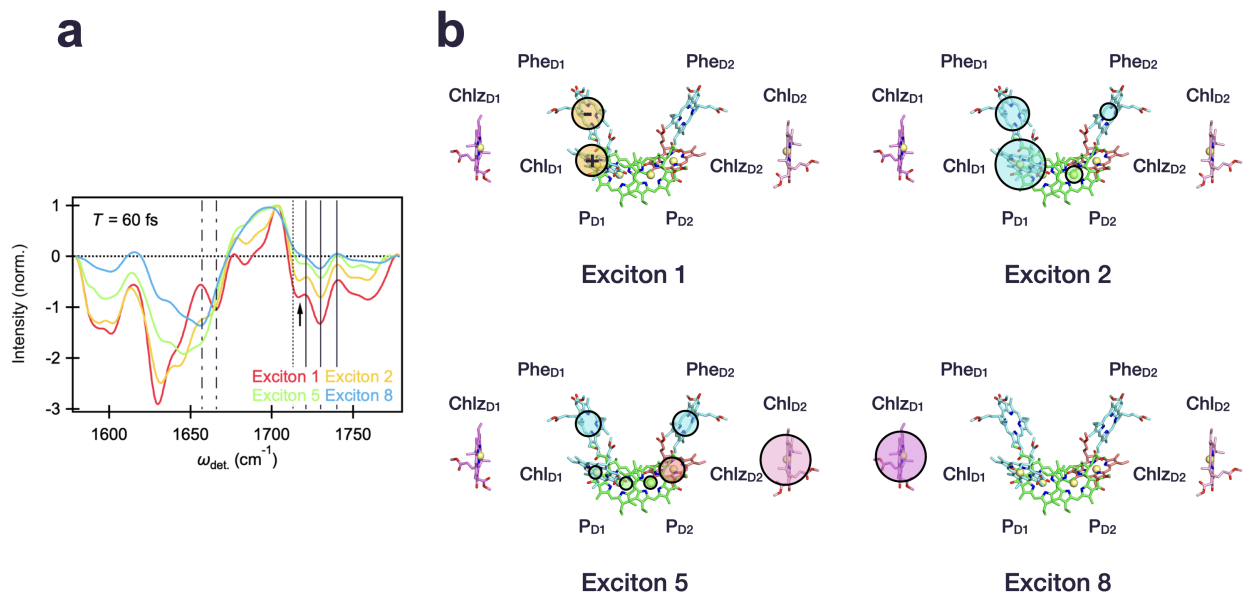 a
b
T = 60 fs
Intensity (norm.)
1
0
-1
-2
-3
1600
1650
1700
1750
ωdet. (cm⁻¹)
Exciton 1
Exciton 2
Exciton 5
Exciton 8
PheD1
PheD2
ChlzD1
ChlD2
ChlD1
ChlzD2
PD1
PD2
-
+
Exciton 1
PheD1
PheD2
ChlzD1
ChlD2
ChlD1
ChlzD2
PD1
PD2
Exciton 2
PheD1
PheD2
ChlzD1
ChlD2
ChlD1
ChlzD2
PD1
PD2
Exciton 5
PheD1
PheD2
ChlzD1
ChlD2
ChlD1
ChlzD2
PD1
PD2
Exciton 8